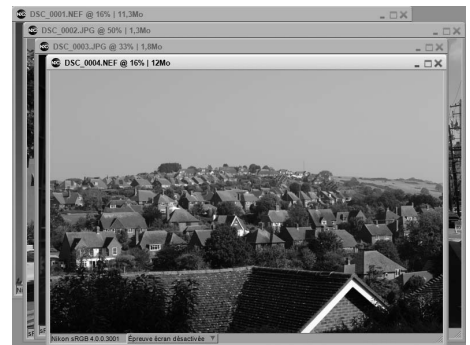 DSC_0001.NEF @ 16% | 11,3Mo
DSC_0002.JPG @ 50% | 1,3Mo
DSC_0003.JPG @ 33% | 1,8Mo
DSC_0004.NEF @ 16% | 12Mo
Nikon sRGB 4.0.0.3001 Épreuve écran désactivée